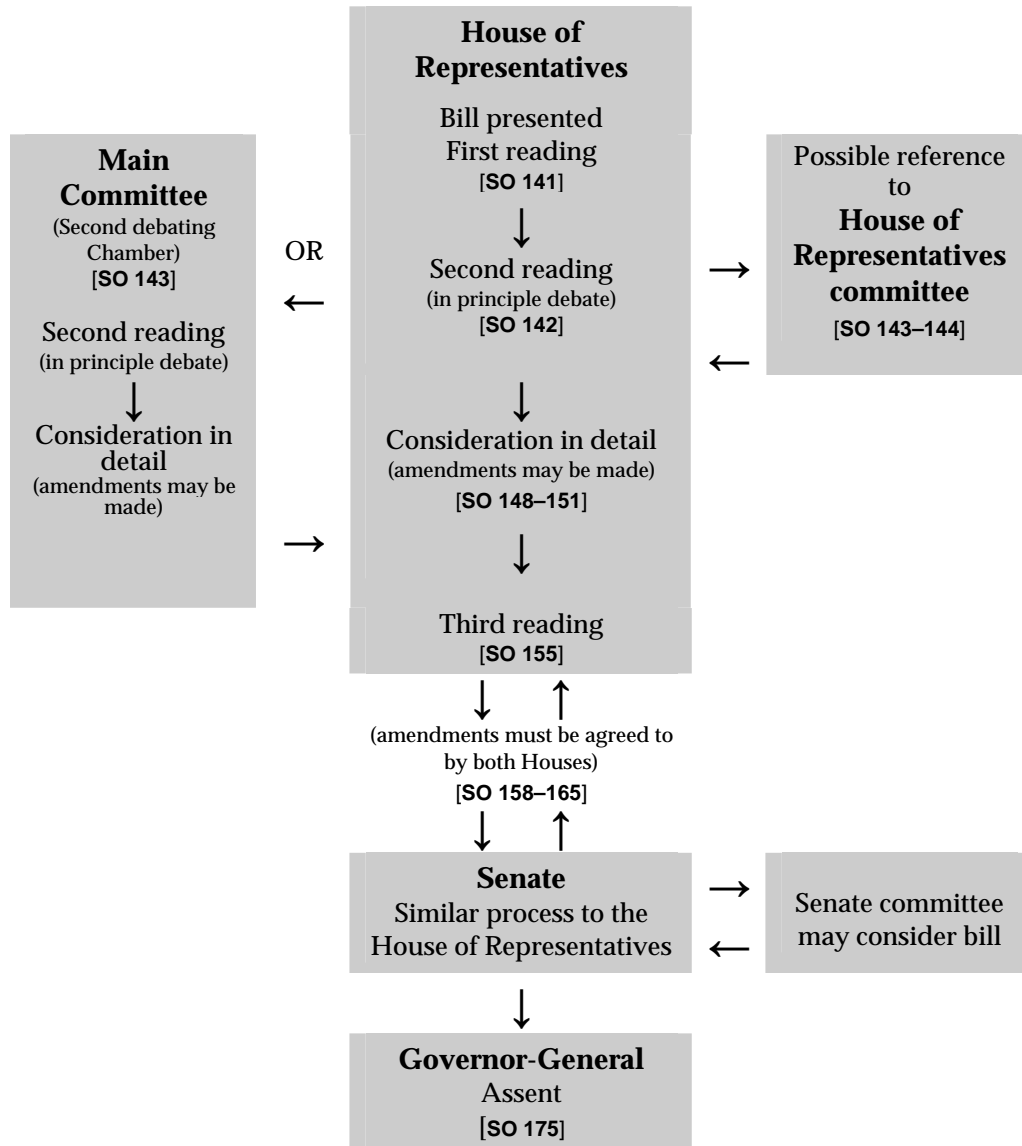 House of
Representatives
Bill presented
First reading
[SO 141]
Second reading
(in principle debate)
[SO 142]
Consideration in detail
(amendments may be made)
[SO 148–151]
Third reading
[SO 155]
Main
Committee
(Second debating
Chamber)
[SO 143]
Second reading
(in principle debate)
Consideration in
detail
(amendments may be
made)
OR
Possible reference
to
House of
Representatives
committee
[SO 143–144]
(amendments must be agreed to
by both Houses)
[SO 158–165]
Senate
Similar process to the
House of Representatives
Senate committee
may consider bill
Governor-General
Assent
[SO 175]